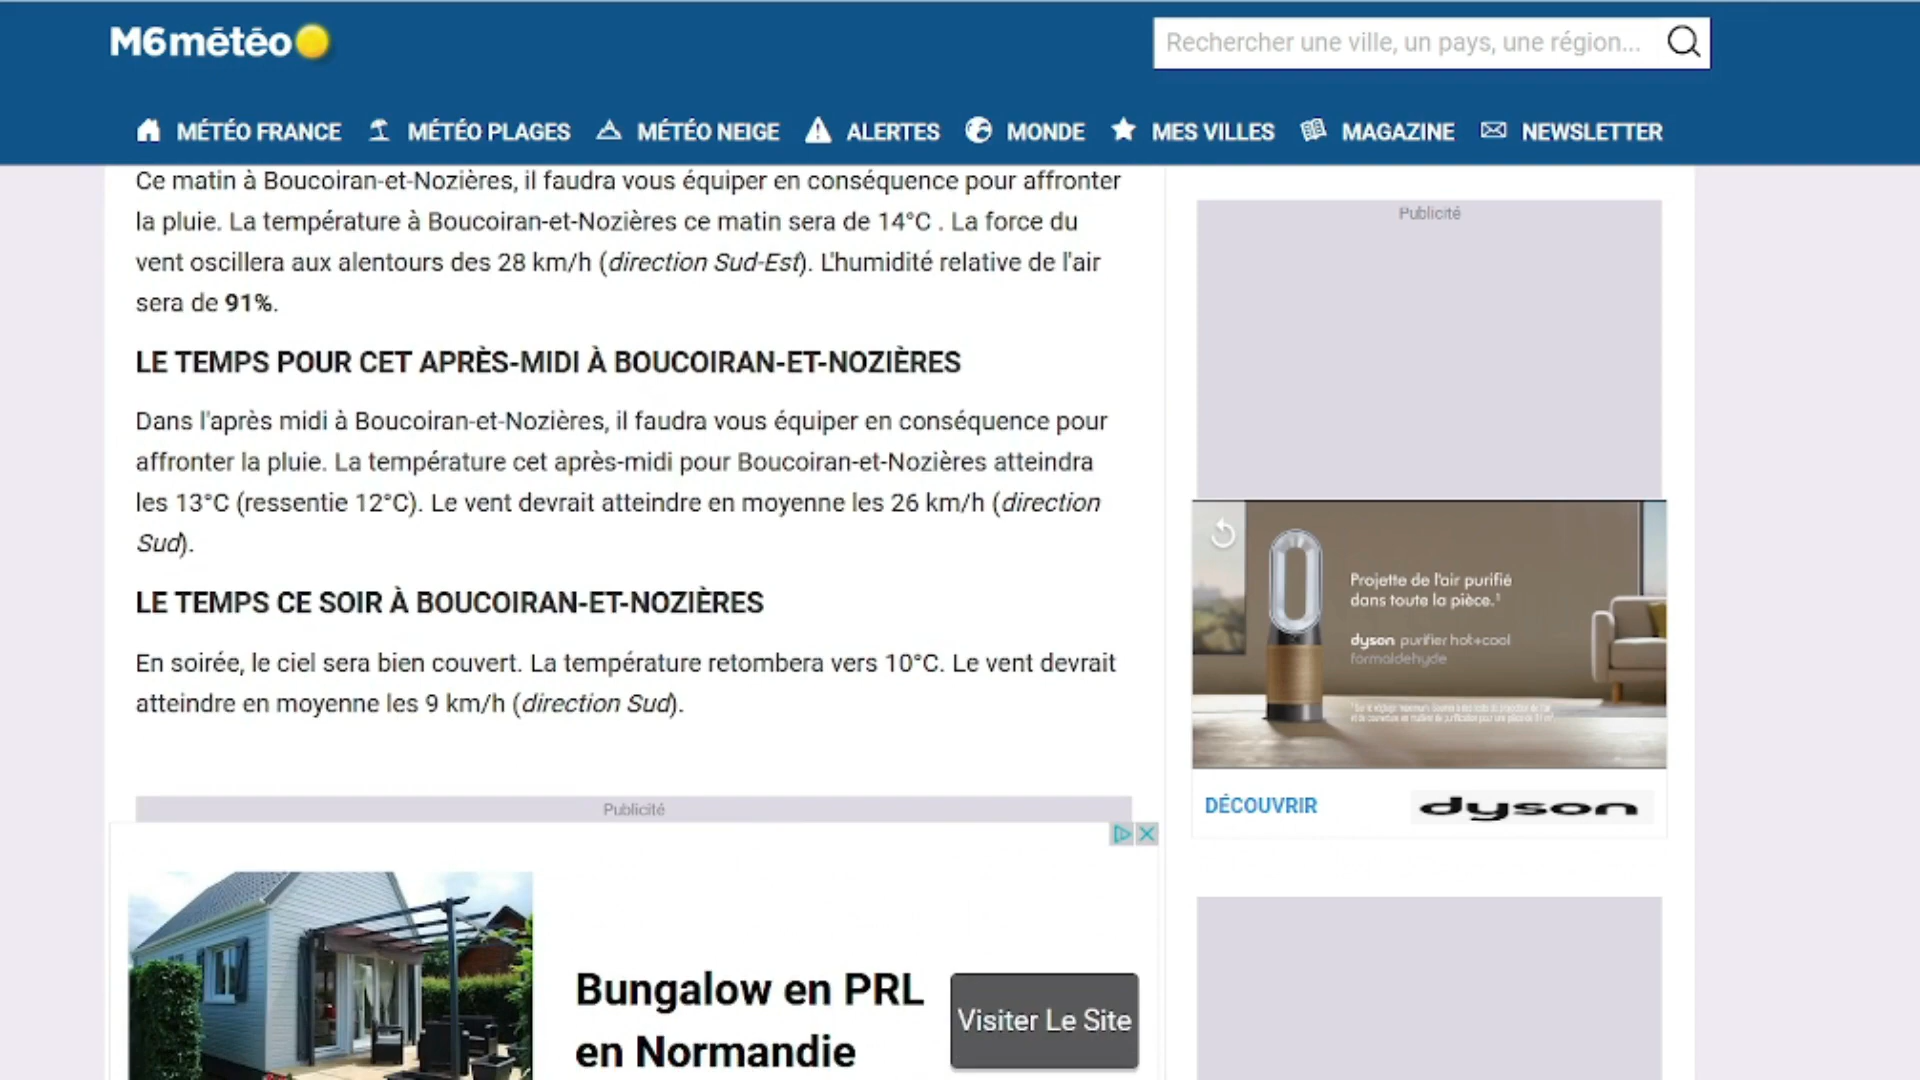 M6météo
Rechercher une ville, un pays, une région...
MÉTÉO FRANCE MÉTÉO PLAGES MÉTÉO NEIGE ALERTES MONDE MES VILLES MAGAZINE NEWSLETTER
Ce matin à Boucoiran-et-Nozières, il faudra vous équiper en conséquence pour affronter
la pluie. La température à Boucoiran-et-Nozières ce matin sera de 14°C . La force du
vent oscillera aux alentours des 28 km/h (direction Sud-Est). L'humidité relative de l'air
sera de 91%.
LE TEMPS POUR CET APRÈS-MIDI À BOUCOIRAN-ET-NOZIÈRES
Dans l'après midi à Boucoiran-et-Nozières, il faudra vous équiper en conséquence pour
affronter la pluie. La température cet après-midi pour Boucoiran-et-Nozières atteindra
les 13°C (ressentie 12°C). Le vent devrait atteindre en moyenne les 26 km/h (direction
Sud).
LE TEMPS CE SOIR À BOUCOIRAN-ET-NOZIÈRES
En soirée, le ciel sera bien couvert. La température retombera vers 10°C. Le vent devrait
atteindre en moyenne les 9 km/h (direction Sud).
Publicité
Bungalow en PRL
en Normandie
Visiter Le Site
Publicité
Projette de l'air purifié
dans toute la pièce.¹
dyson purifier hot+cool
formaldehyde
DÉCOUVRIR
dyson